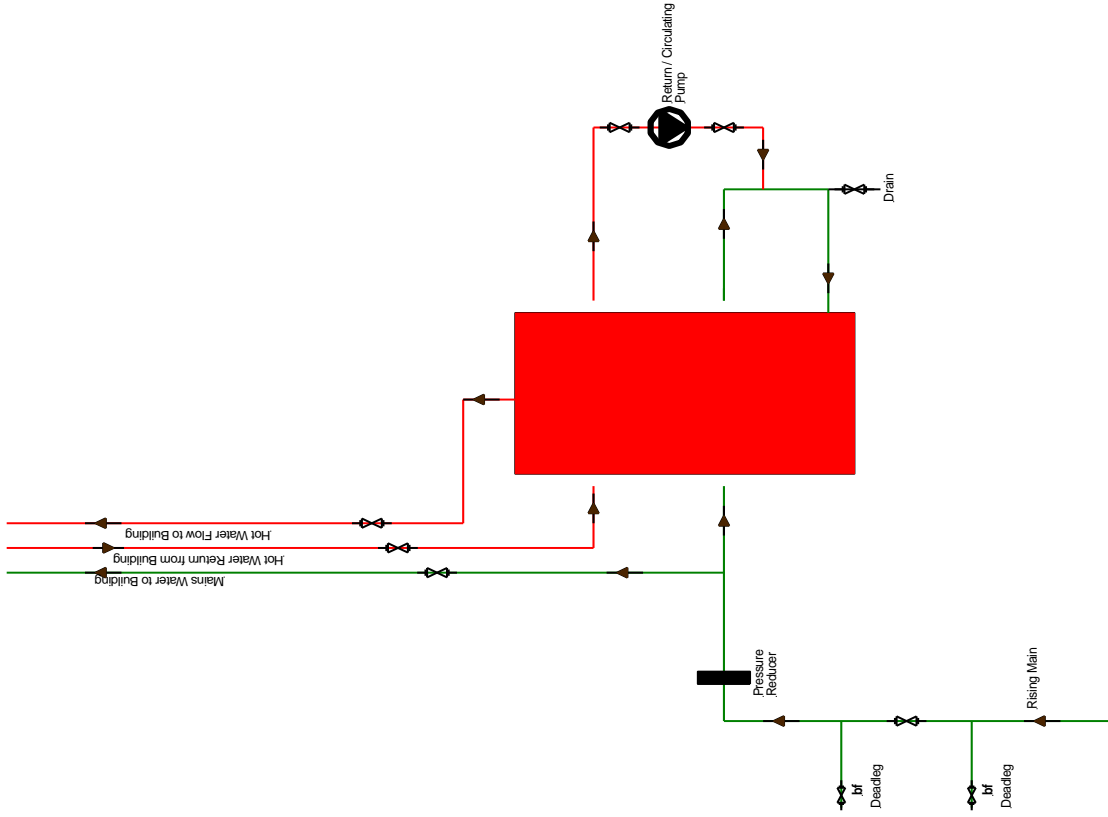 Return / Circulating
Pump
Drain
Hot Water Flow to Building
Hot Water Return from Building
Mains Water to Building
Pressure
Reducer
Rising Main
bf
Deadleg
bf
Deadleg